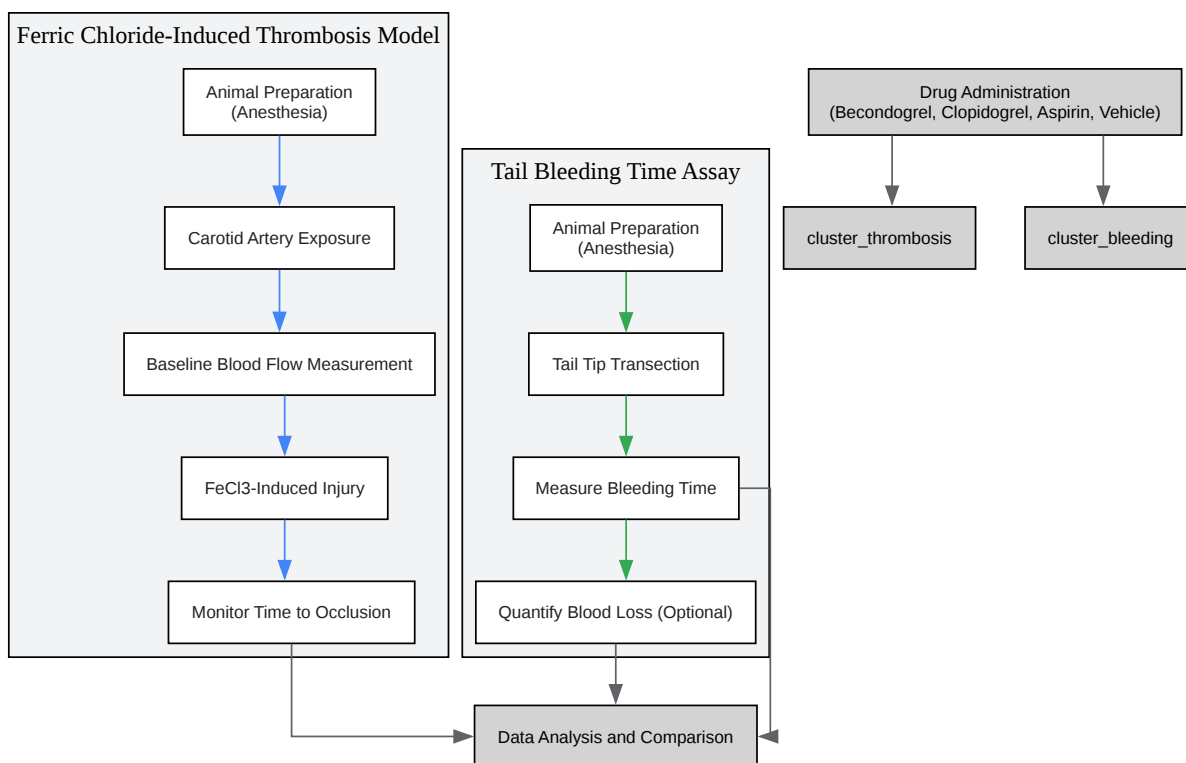 Ferric Chloride-Induced Thrombosis Model
Animal Preparation
(Anesthesia)
Carotid Artery Exposure
Baseline Blood Flow Measurement
FeCl3-Induced Injury
Monitor Time to Occlusion
Tail Bleeding Time Assay
Animal Preparation
(Anesthesia)
Tail Tip Transection
Measure Bleeding Time
Quantify Blood Loss (Optional)
Drug Administration
(Becondogrel, Clopidogrel, Aspirin, Vehicle)
cluster_thrombosis
cluster_bleeding
Data Analysis and Comparison